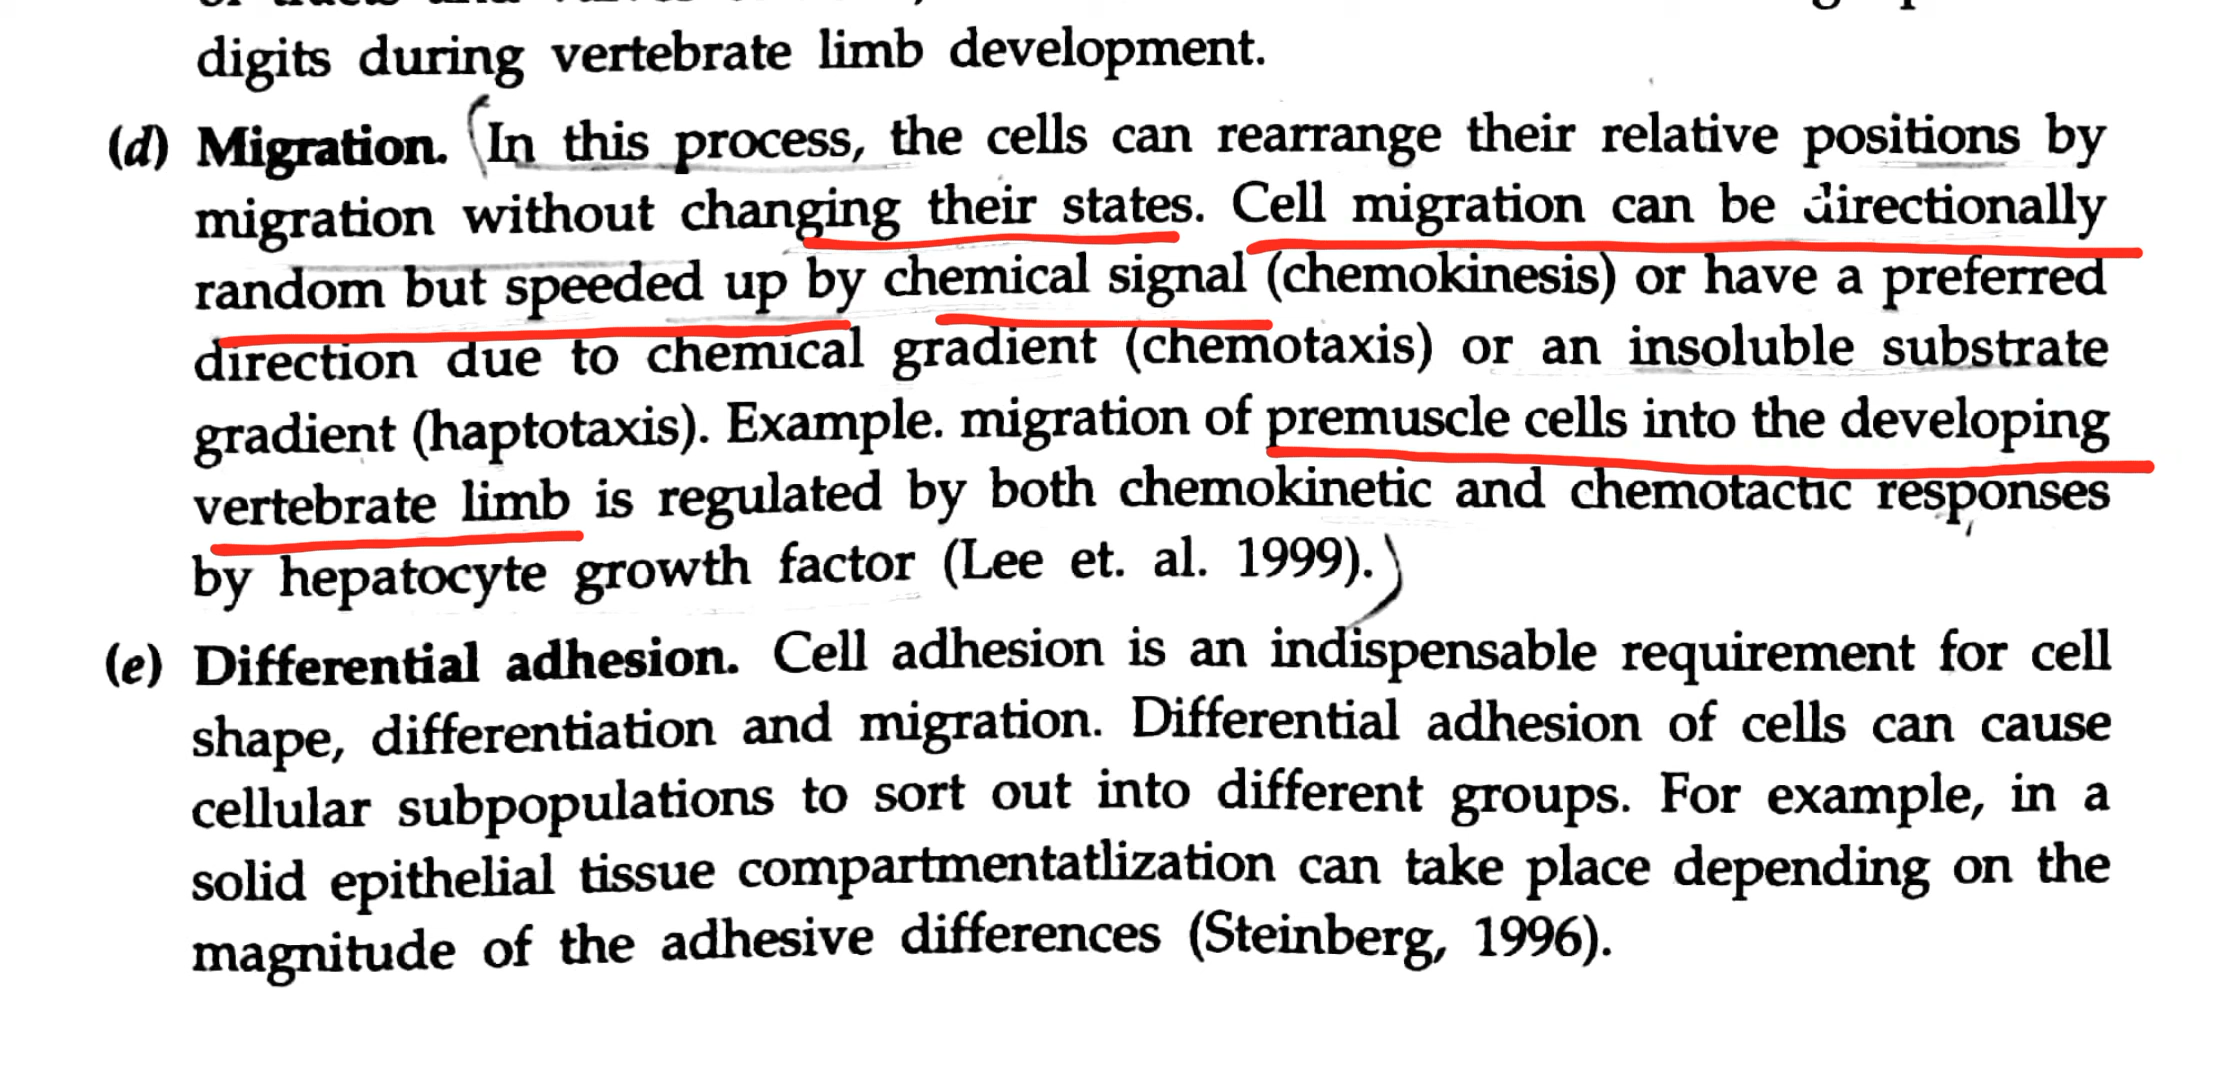 digits during vertebrate limb development.
(d) Migration. (In this process, the cells can rearrange their relative positions by
migration without changing their states. Cell migration can be directionally
random but speeded up by chemical signal (chemokinesis) or have a preferred
direction due to chemical gradient (chemotaxis) or an insoluble substrate
gradient (haptotaxis). Example. migration of premuscle cells into the developing
vertebrate limb is regulated by both chemokinetic and chemotactic responses
by hepatocyte growth factor (Lee et. al. 1999).)
(e) Differential adhesion. Cell adhesion is an indispensable requirement for cell
shape, differentiation and migration. Differential adhesion of cells can cause
cellular subpopulations to sort out into different groups. For example, in a
solid epithelial tissue compartmentatlization can take place depending on the
magnitude of the adhesive differences (Steinberg, 1996).